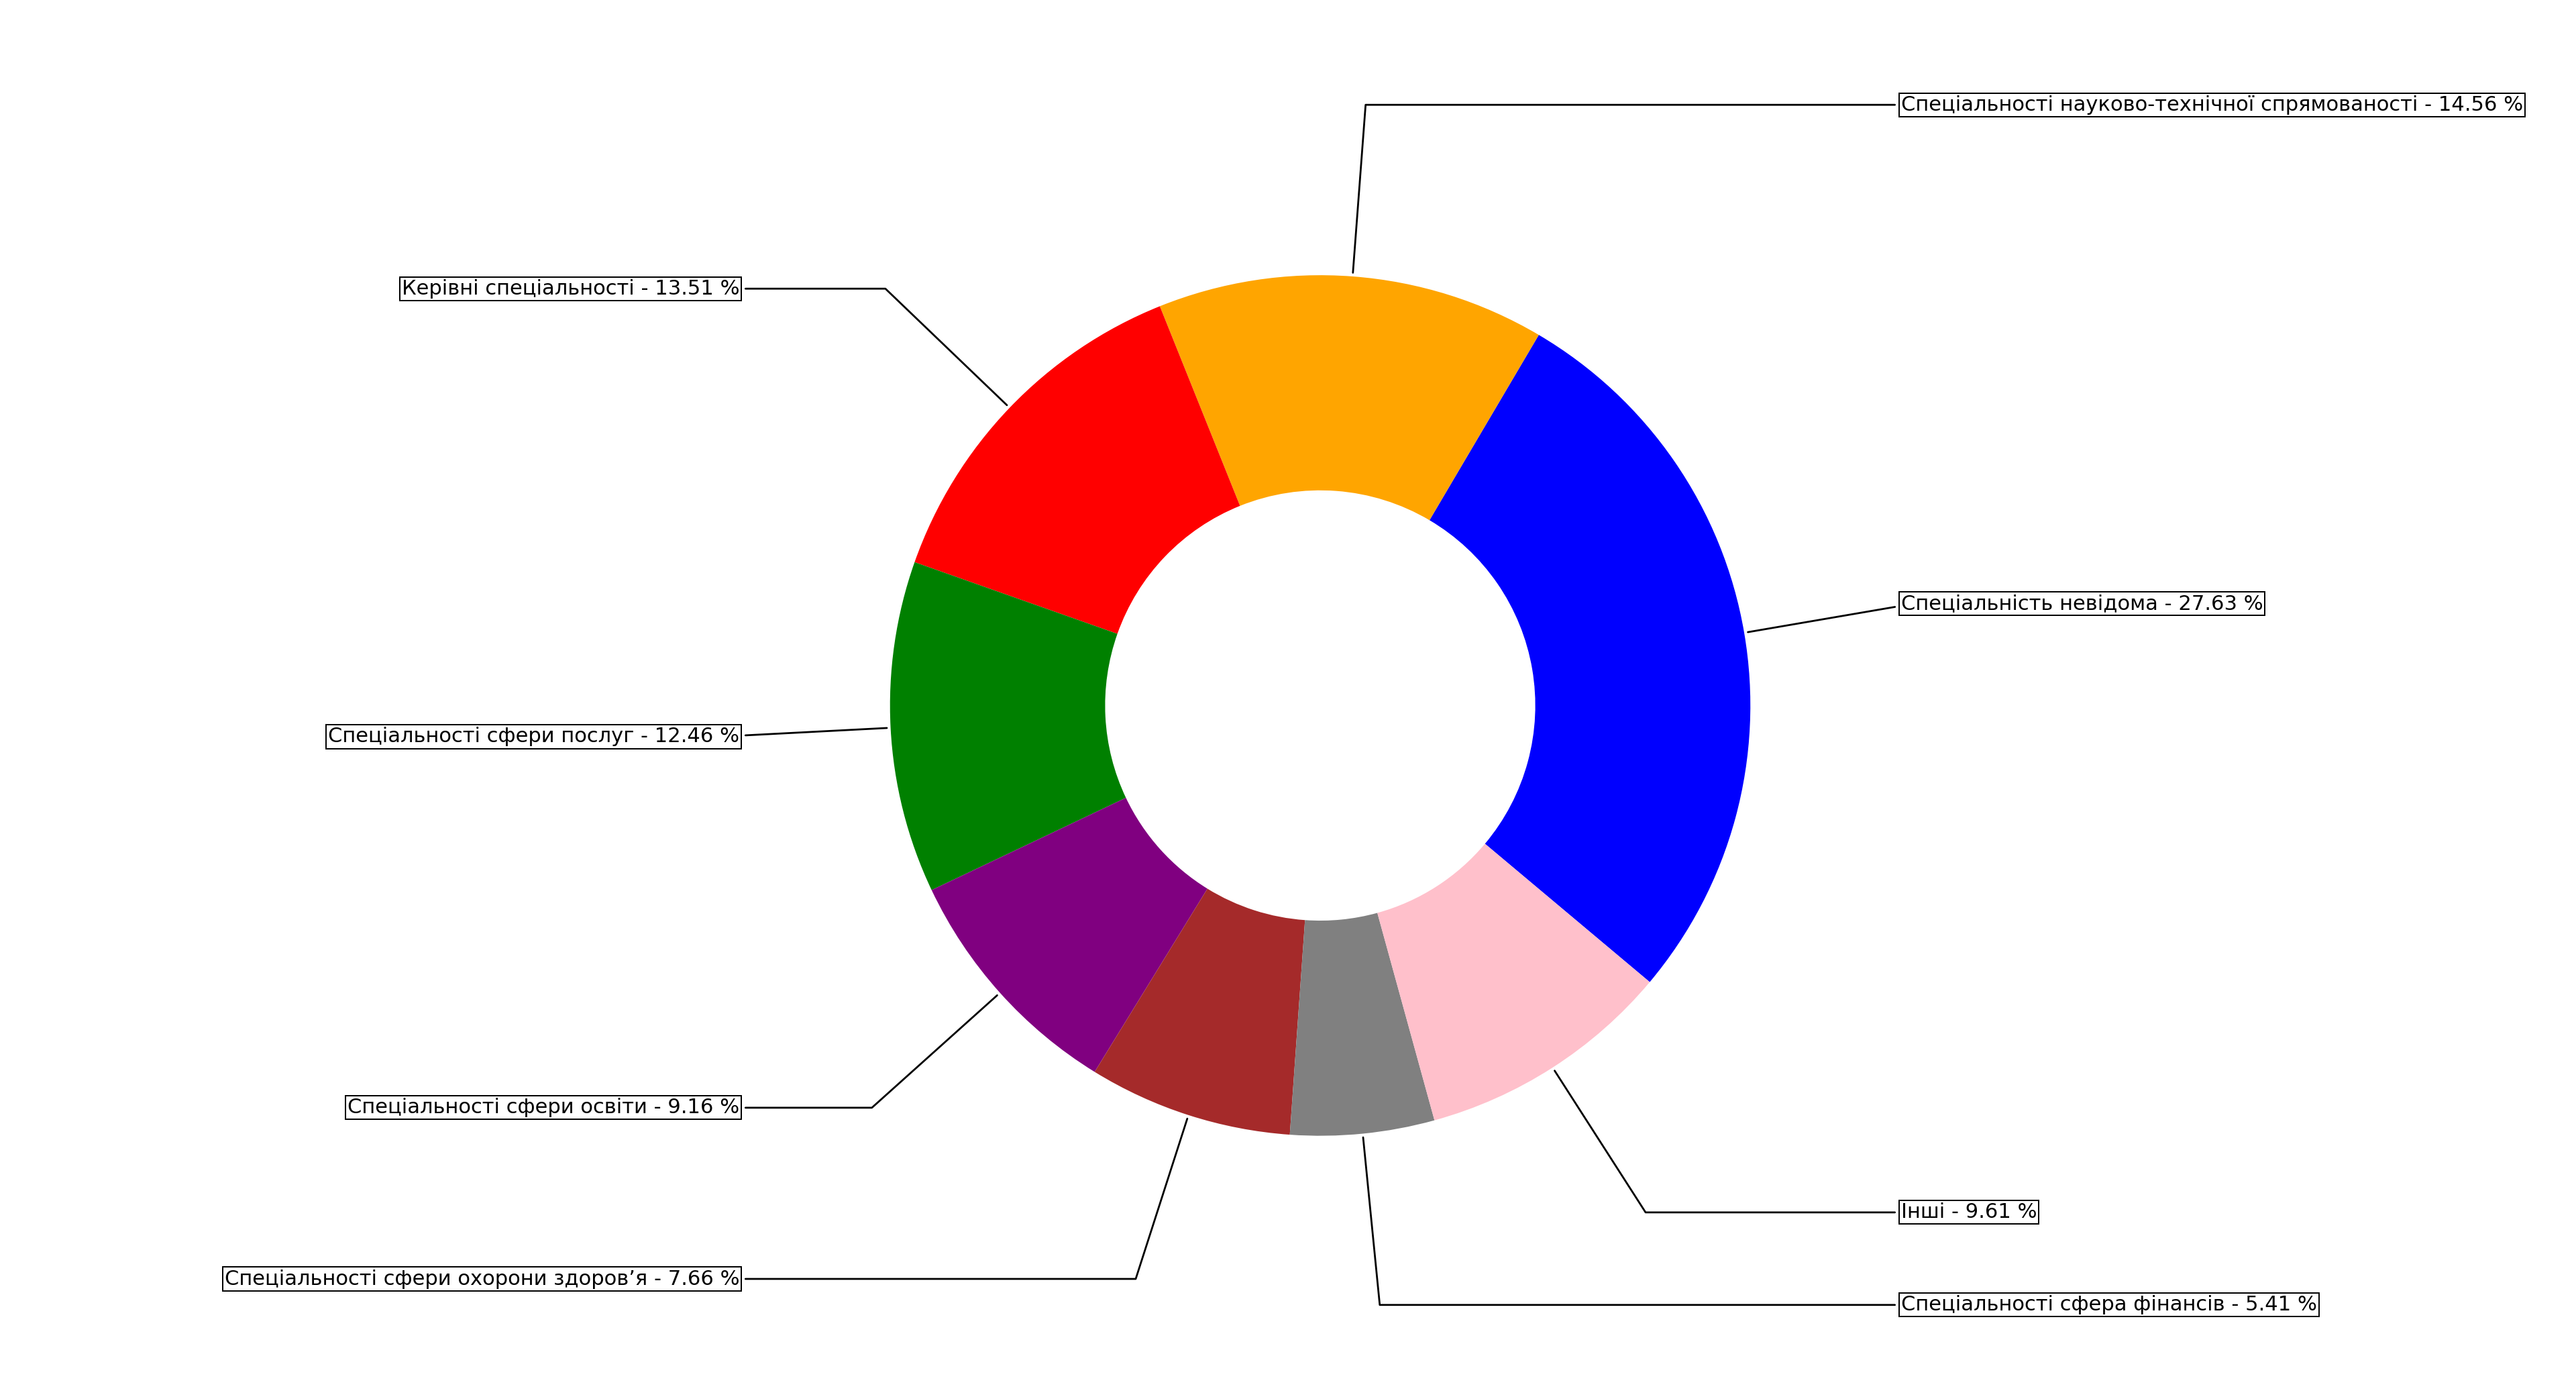 Спеціальності науково-технічної спрямованості - 14.56 %
Керівні спеціальності - 13.51 %
Спеціальність невідома - 27.63 %
Спеціальності сфери послуг - 12.46 %
Спеціальності сфери освіти - 9.16 %
Інші - 9.61 %
Спеціальності сфери охорони здоров’я - 7.66 %
Спеціальності сфера фінансів - 5.41 %